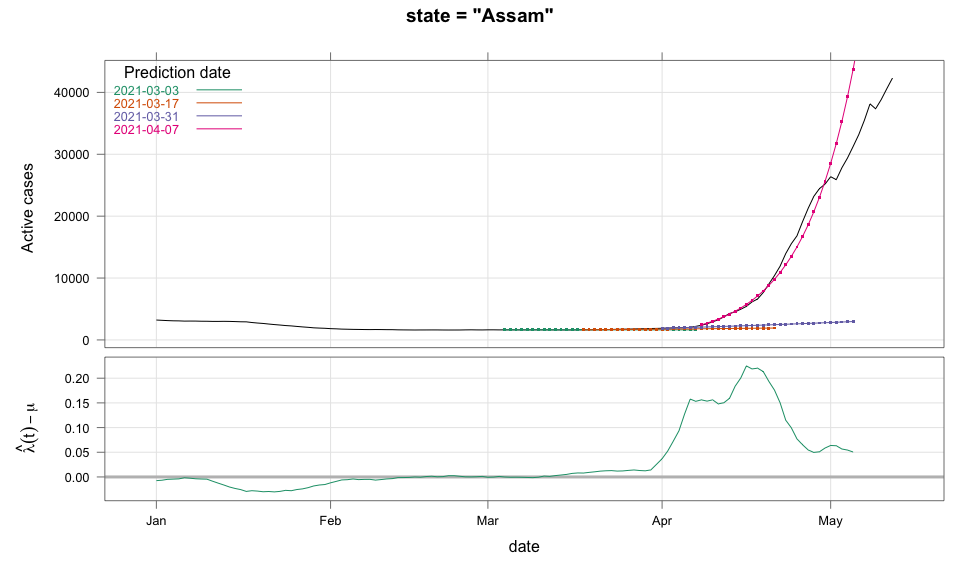 state = "Assam"
Prediction date
2021-03-03
2021-03-17
2021-03-31
2021-04-07
Active cases
40000
30000
20000
10000
0
λ̂(t) − μ
0.20
0.15
0.10
0.05
0.00
Jan Feb Mar Apr May
date